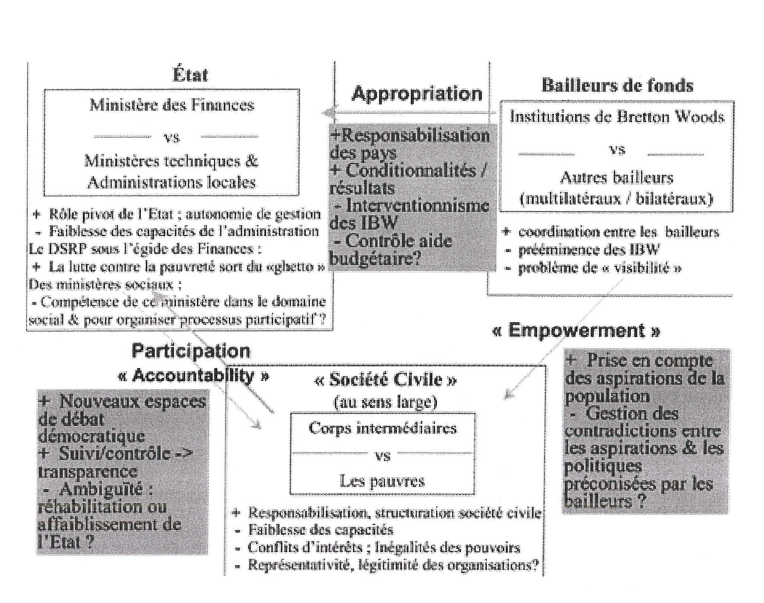 État
Ministère des Finances
vs
Ministères techniques &
Administrations locales
+ Rôle pivot de l'Etat ; autonomie de gestion
- Faiblesse des capacités de l'administration
Le DSRP sous l'égide des Finances :
+ La lutte contre la pauvreté sort du «ghetto »
Des ministères sociaux ;
- Compétence de ce ministère dans le domaine
social & pour organiser processus participatif ?
Appropriation
+Responsabilisation
des pays
+ Conditionnalités /
résultats
- Interventionnisme
des IBW
- Contrôle aide
budgétaire?
Bailleurs de fonds
Institutions de Bretton Woods
vs
Autres bailleurs
(multilatéraux / bilatéraux)
+ coordination entre les bailleurs
- prééminence des IBW
- problème de « visibilité »
Participation
« Accountability »
+ Nouveaux espaces
de débat
démocratique
+ Suivi/contrôle ->
transparence
- Ambiguïté :
réhabilitation ou
affaiblissement de
l'Etat ?
« Société Civile »
(au sens large)
Corps intermédiaires
vs
Les pauvres
+ Responsabilisation, structuration société civile
- Faiblesse des capacités
- Conflits d'intérêts ; Inégalités des pouvoirs
- Représentativité, légitimité des organisations?
« Empowerment »
+ Prise en compte
des aspirations de la
population
- Gestion des
contradictions entre
les aspirations & les
politiques
préconisées par les
bailleurs ?